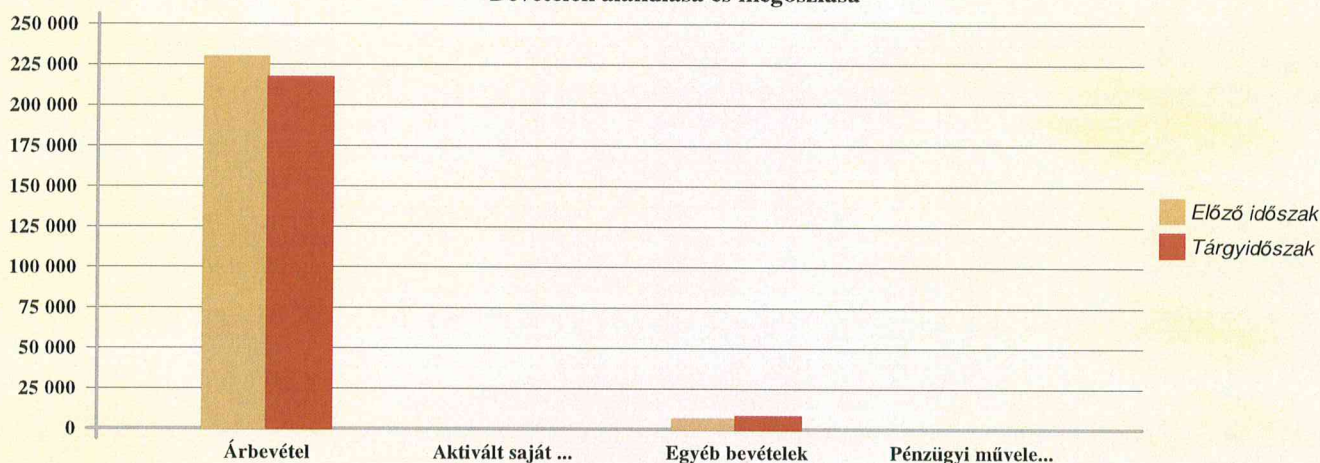 250 000
225 000
200 000
175 000
150 000
125 000
100 000
75 000
50 000
25 000
0
Árbevétel
Aktivált saját ...
Egyéb bevételek
Pénzügyi művele...
Előző időszak
Tárgyidőszak